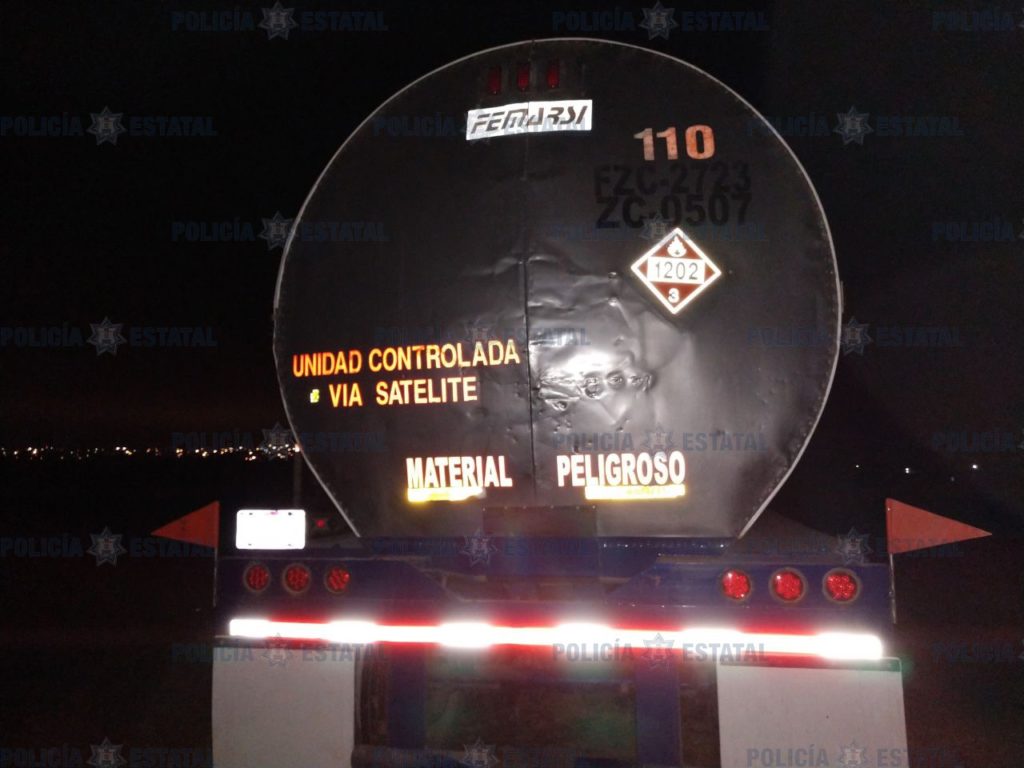 POLICÍA ESTATAL
FEMARSI
110
FZC-2723
ZC-0507
1202
3
UNIDAD CONTROLADA
VIA SATELITE
MATERIAL PELIGROSO